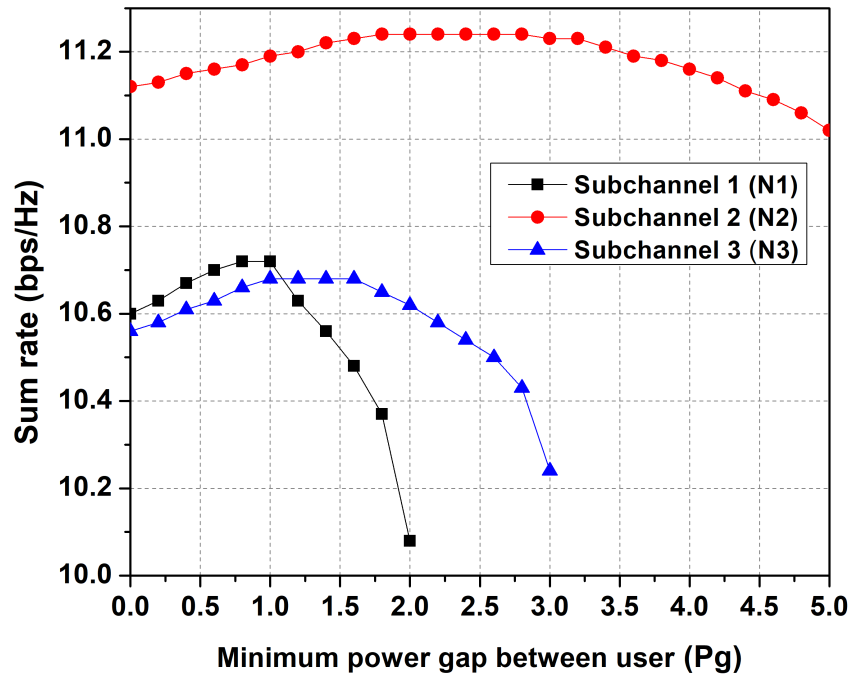 11.2
11.0
10.8
10.6
10.4
10.2
10.0
Sum rate (bps/Hz)
Subchannel 1 (N1)
Subchannel 2 (N2)
Subchannel 3 (N3)
0.0 0.5 1.0 1.5 2.0 2.5 3.0 3.5 4.0 4.5 5.0
Minimum power gap between user (Pg)